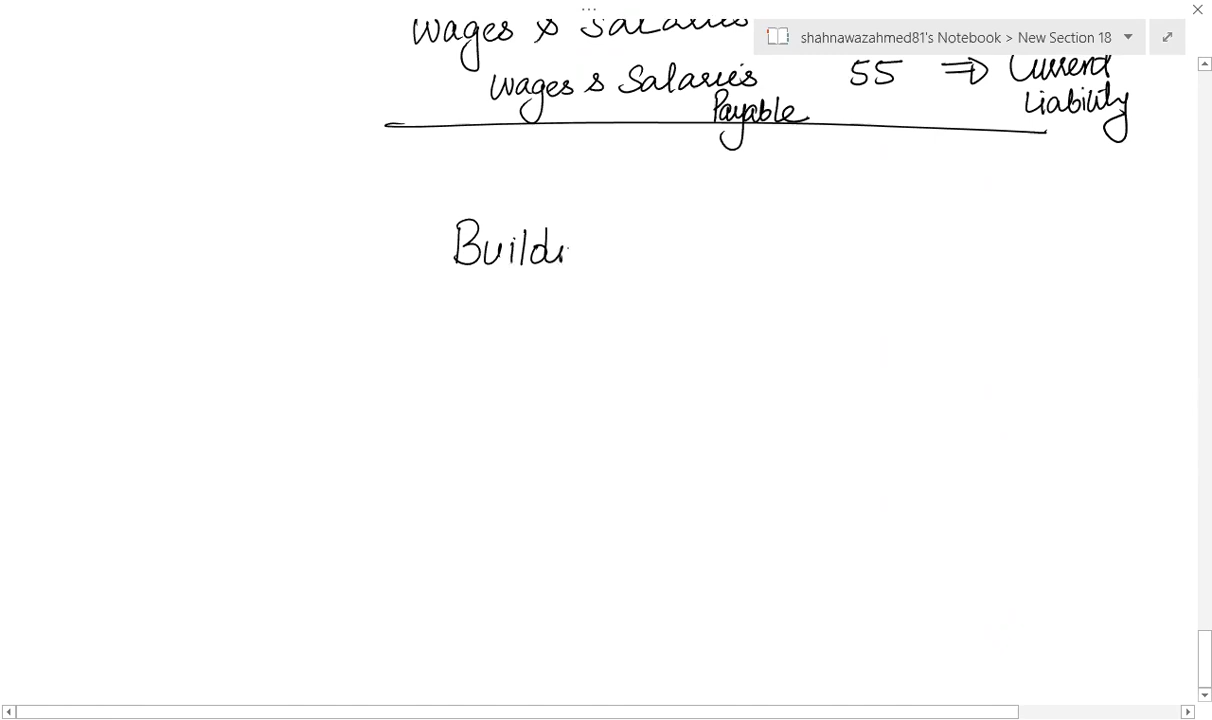 shahnawazahmed81's Notebook > New Section 18
Wages & Salaries
Wages & Salaries Payable 55 ⇒ Current Liability
Buildi